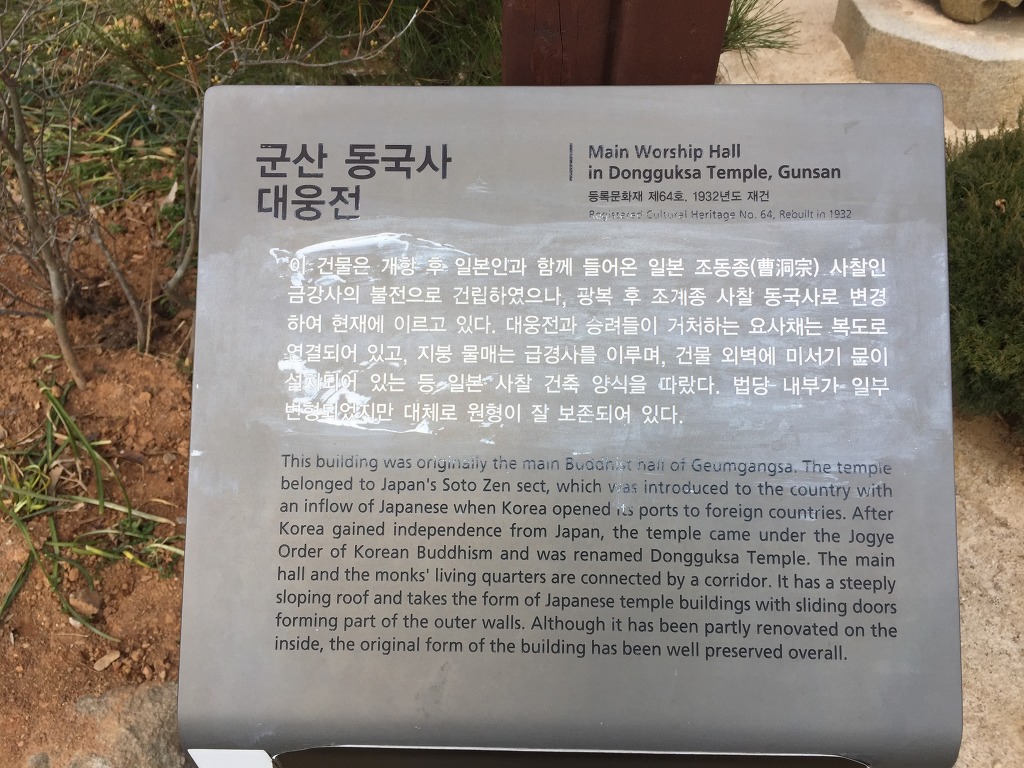 군산 동국사
대웅전
Main Worship Hall
in Dongguksa Temple, Gunsan
등록문화재 제64호, 1932년도 재건
Registered Cultural Heritage No. 64, Rebuilt in 1932
이 건물은 개항 후 일본인과 함께 들어온 일본 조동종(曹洞宗) 사찰인
금강사의 불전으로 건립하였으나, 광복 후 조계종 사찰 동국사로 변경
하여 현재에 이르고 있다. 대웅전과 승려들이 거처하는 요사채는 복도로
연결되어 있고, 지붕 물매는 급경사를 이루며, 건물 외벽에 미서기 문이
설치되어 있는 등 일본 사찰 건축 양식을 따랐다. 법당 내부가 일부
변형되었지만 대체로 원형이 잘 보존되어 있다.
This building was originally the main Buddhist hall of Geumgangsa. The temple
belonged to Japan's Soto Zen sect, which was introduced to the country with
an inflow of Japanese when Korea opened its ports to foreign countries. After
Korea gained independence from Japan, the temple came under the Jogye
Order of Korean Buddhism and was renamed Dongguksa Temple. The main
hall and the monks' living quarters are connected by a corridor. It has a steeply
sloping roof and takes the form of Japanese temple buildings with sliding doors
forming part of the outer walls. Although it has been partly renovated on the
inside, the original form of the building has been well preserved overall.